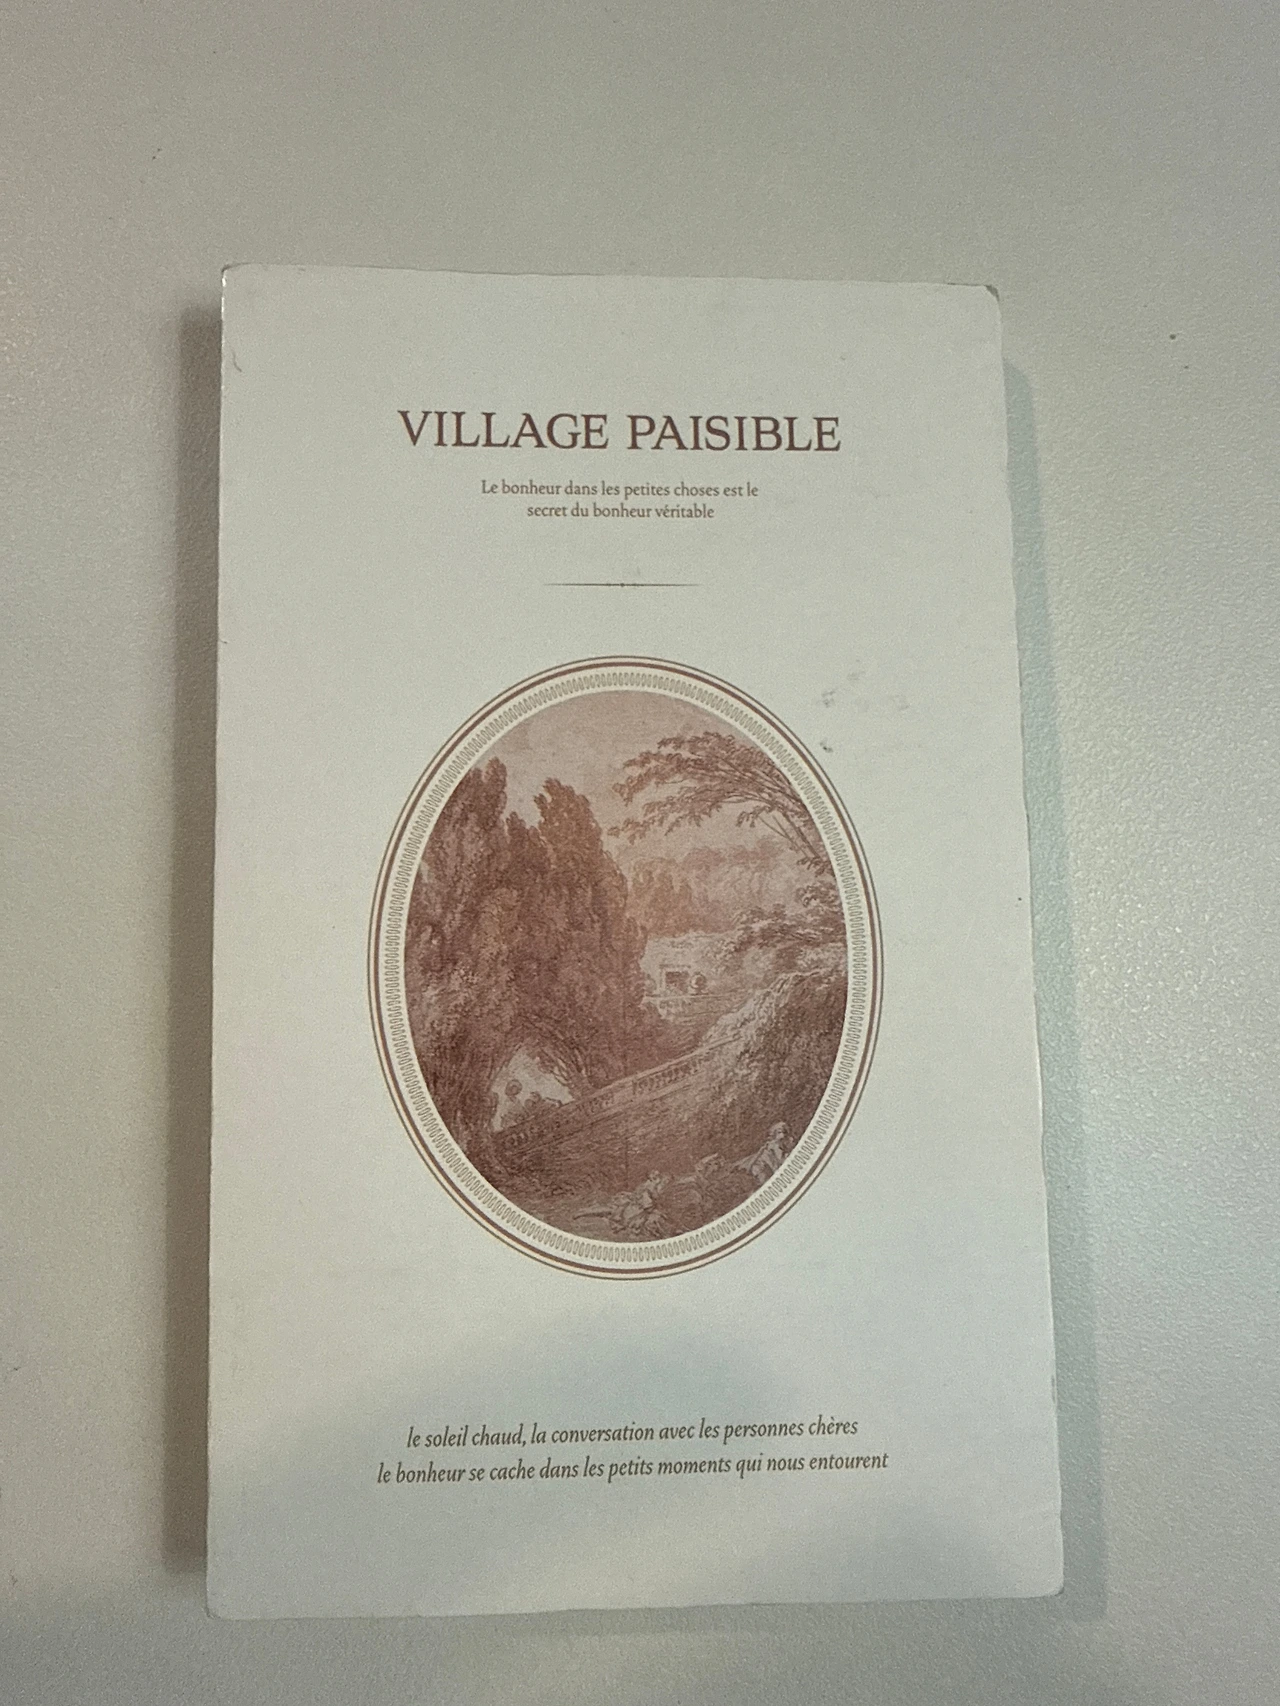 VILLAGE PAISIBLE
Le bonheur dans les petites choses est le
secret du bonheur véritable
le soleil chaud, la conversation avec les personnes chères
le bonheur se cache dans les petits moments qui nous entourent